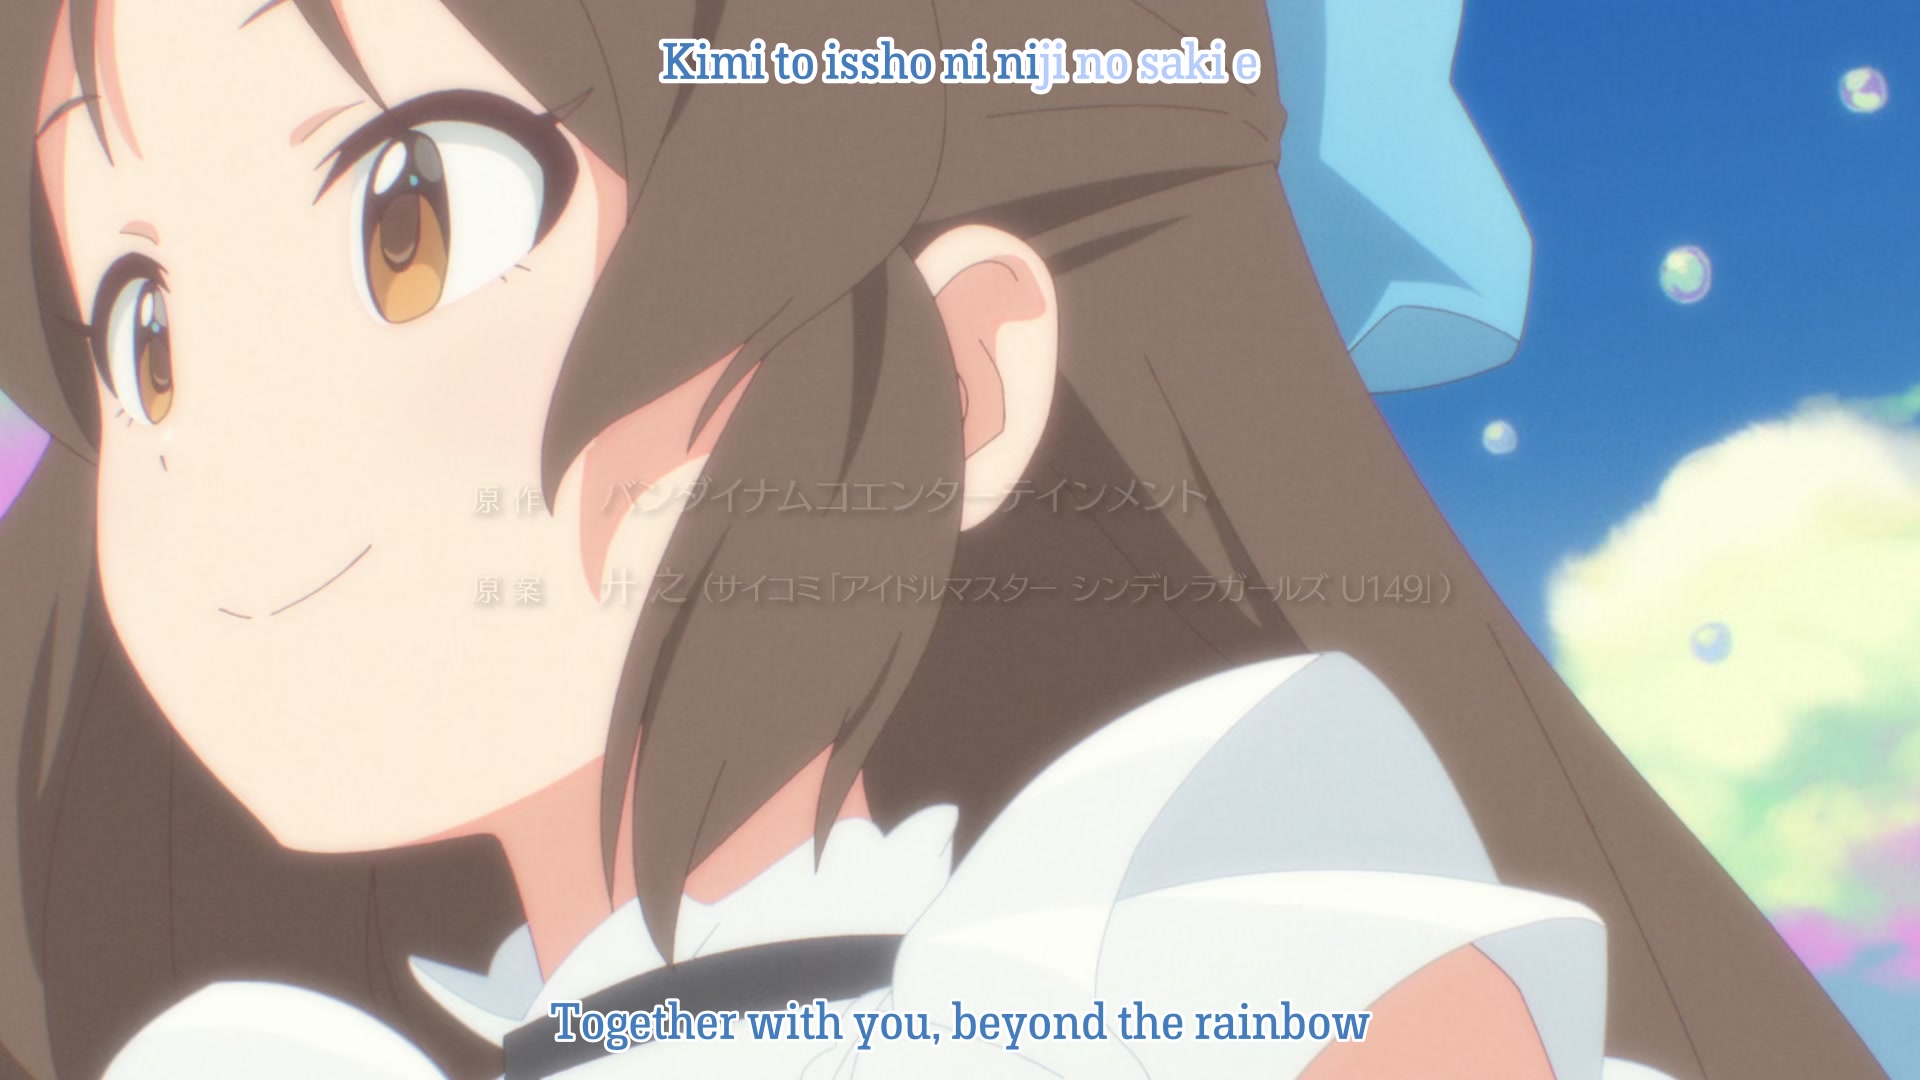 Kimi to issho ni niji no saki e
原作 バンダイナムコエンターテインメント
原案 廾之（サイコミ「アイドルマスター シンデレラガールズ U149」）
Together with you, beyond the rainbow